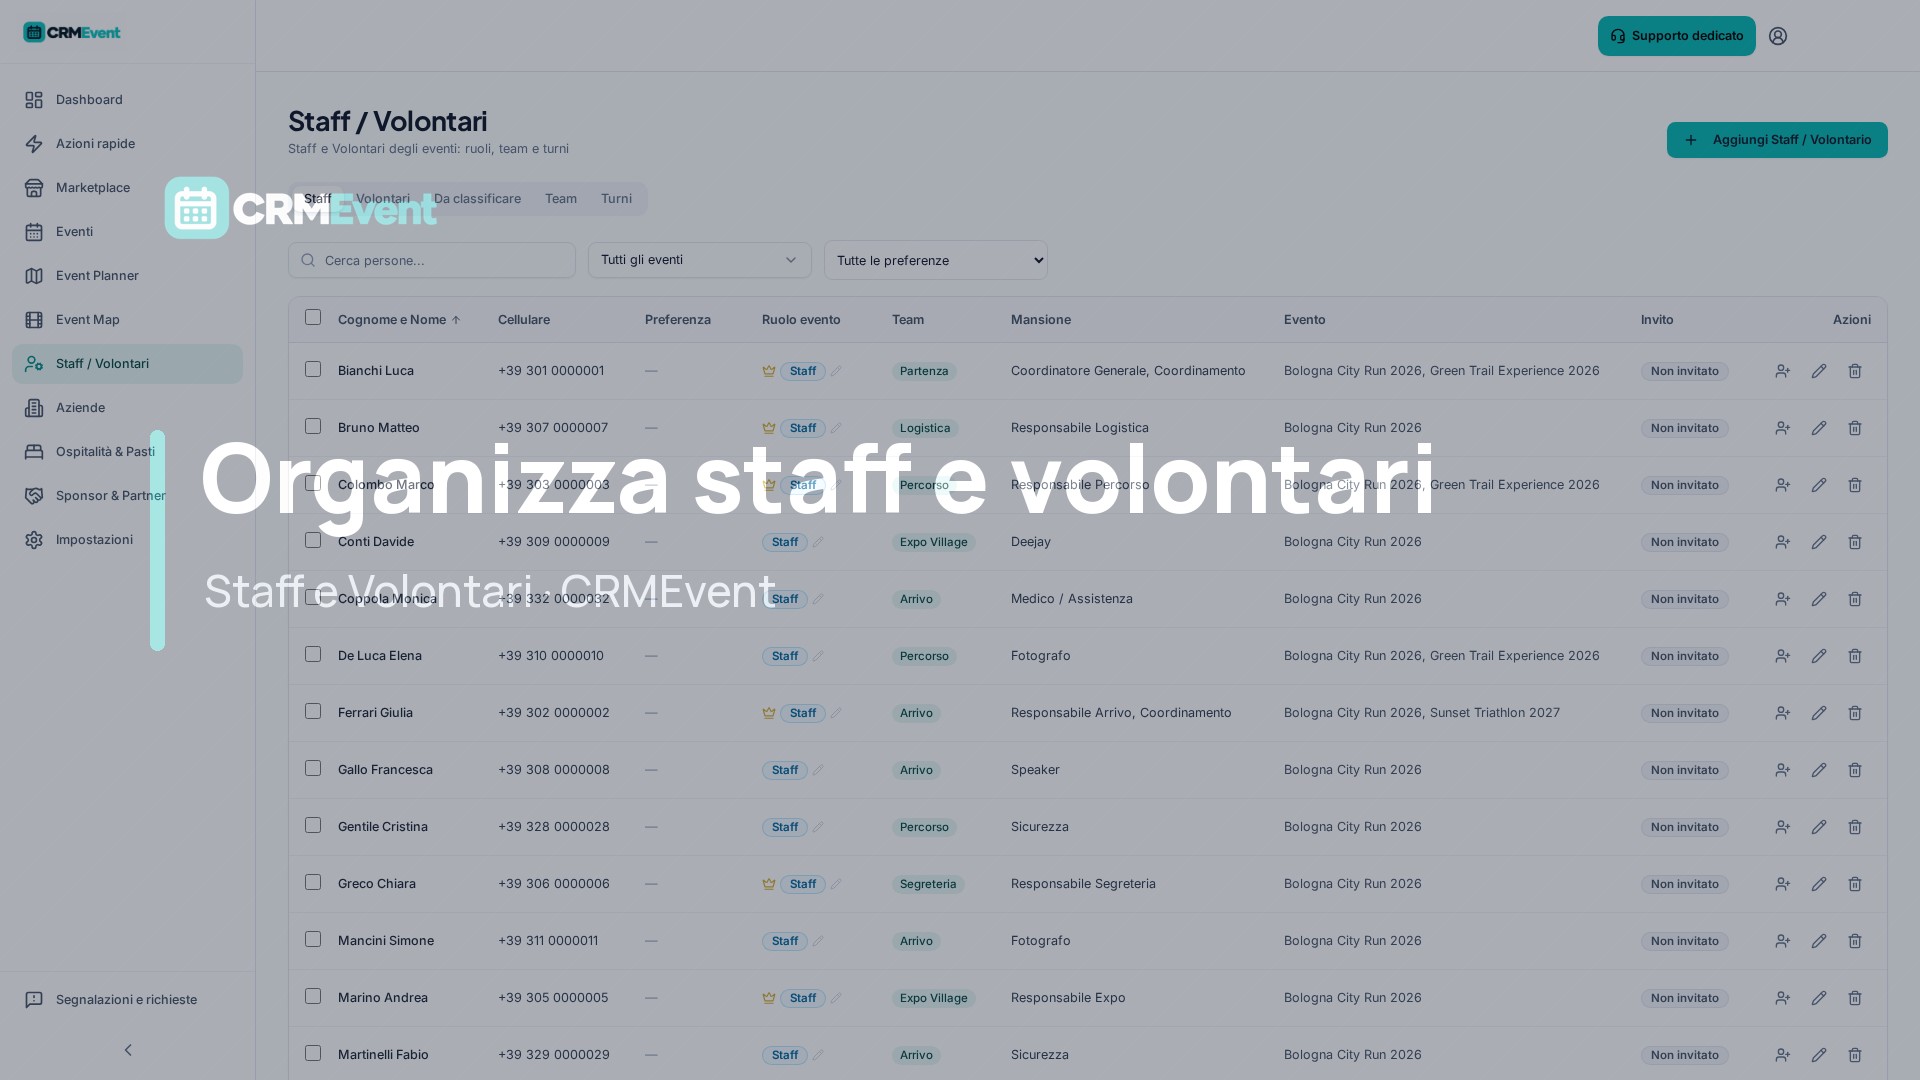 CRMEvent
Supporto dedicato
Dashboard
Azioni rapide
Marketplace
Eventi
Event Planner
Event Map
Staff / Volontari
Aziende
Ospitalità & Pasti
Sponsor & Partner
Impostazioni
Segnalazioni e richieste
Staff / Volontari
Staff e Volontari degli eventi: ruoli, team e turni
Aggiungi Staff / Volontario
CRMEvent
Staff Volontari Da classificare Team Turni
Cerca persone... Tutti gli eventi Tutte le preferenze
Cognome e Nome Cellulare Preferenza Ruolo evento Team Mansione Evento Invito Azioni
Bianchi Luca +39 301 0000001 — Staff Partenza Coordinatore Generale, Coordinamento Bologna City Run 2026, Green Trail Experience 2026 Non invitato
Bruno Matteo +39 307 0000007 — Staff Logistica Responsabile Logistica Bologna City Run 2026 Non invitato
Organizza staff e volontari
Colombo Marco +39 303 0000003 — Staff Percorso Responsabile Percorso Bologna City Run 2026, Green Trail Experience 2026 Non invitato
Conti Davide +39 309 0000009 — Staff Expo Village Deejay Bologna City Run 2026 Non invitato
Staff e Volontari · CRMEvent
Coppola Monica +39 332 0000032 — Staff Arrivo Medico / Assistenza Bologna City Run 2026 Non invitato
De Luca Elena +39 310 0000010 — Staff Percorso Fotografo Bologna City Run 2026, Green Trail Experience 2026 Non invitato
Ferrari Giulia +39 302 0000002 — Staff Arrivo Responsabile Arrivo, Coordinamento Bologna City Run 2026, Sunset Triathlon 2027 Non invitato
Gallo Francesca +39 308 0000008 — Staff Arrivo Speaker Bologna City Run 2026 Non invitato
Gentile Cristina +39 328 0000028 — Staff Percorso Sicurezza Bologna City Run 2026 Non invitato
Greco Chiara +39 306 0000006 — Staff Segreteria Responsabile Segreteria Bologna City Run 2026 Non invitato
Mancini Simone +39 311 0000011 — Staff Arrivo Fotografo Bologna City Run 2026 Non invitato
Marino Andrea +39 305 0000005 — Staff Expo Village Responsabile Expo Bologna City Run 2026 Non invitato
Martinelli Fabio +39 329 0000029 — Staff Arrivo Sicurezza Bologna City Run 2026 Non invitato